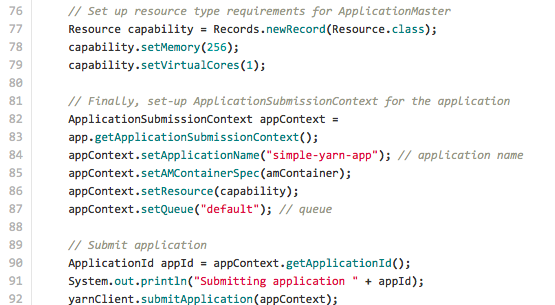 76 // Set up resource type requirements for ApplicationMaster
77 Resource capability = Records.newRecord(Resource.class);
78 capability.setMemory(256);
79 capability.setVirtualCores(1);
80
81 // Finally, set-up ApplicationSubmissionContext for the application
82 ApplicationSubmissionContext appContext =
83 app.getApplicationSubmissionContext();
84 appContext.setApplicationName("simple-yarn-app"); // application name
85 appContext.setAMContainerSpec(amContainer);
86 appContext.setResource(capability);
87 appContext.setQueue("default"); // queue
88
89 // Submit application
90 ApplicationId appId = appContext.getApplicationId();
91 System.out.println("Submitting application " + appId);
92 yarnClient.submitApplication(appContext);